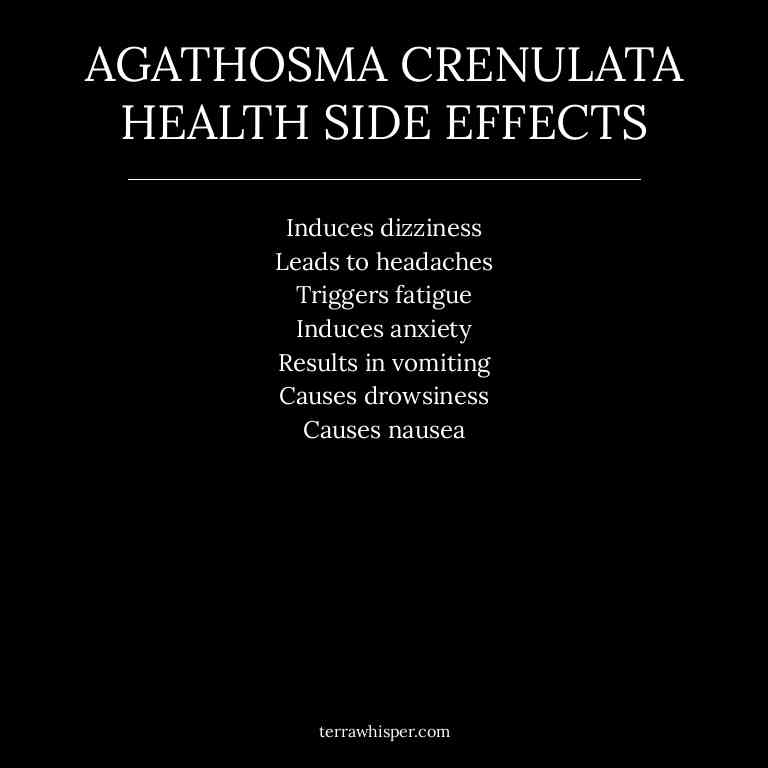 AGATHOSMA CRENULATA
HEALTH SIDE EFFECTS
Induces dizziness
Leads to headaches
Triggers fatigue
Induces anxiety
Results in vomiting
Causes drowsiness
Causes nausea
terrawhisper.com